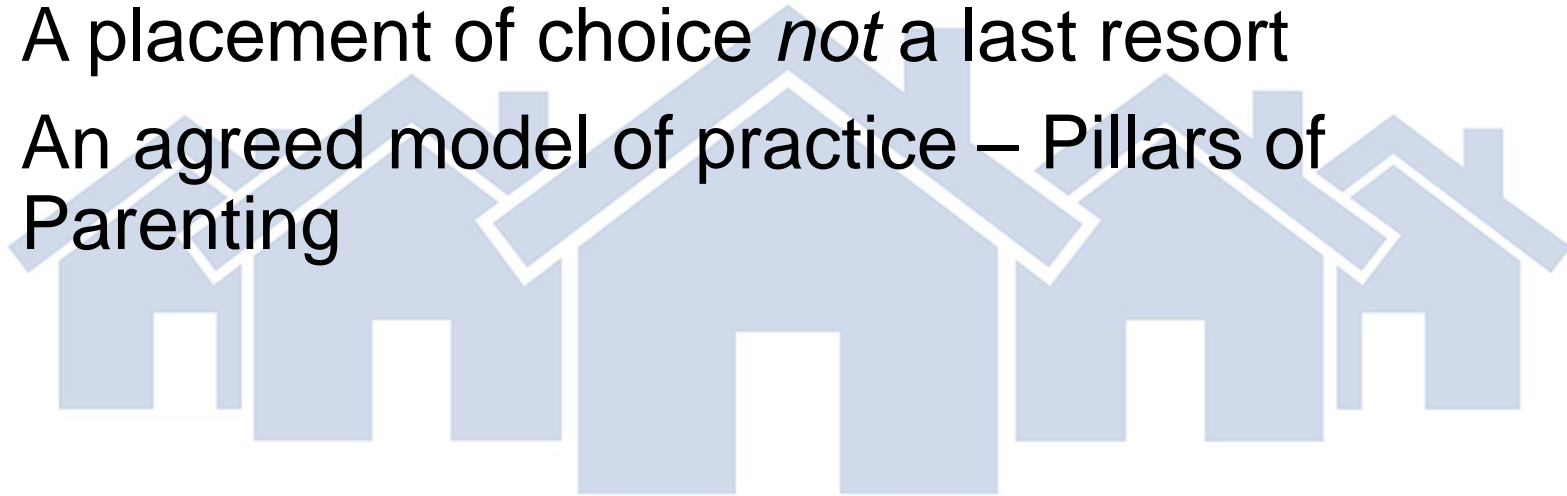 A placement of choice not a last resort
An agreed model of practice – Pillars of
Parenting